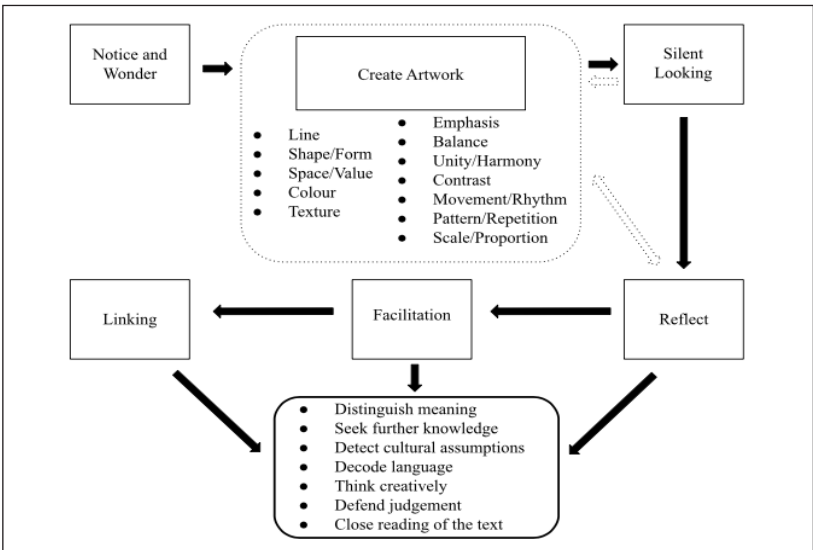 Notice and
Wonder
Create Artwork
Silent
Looking
● Line
● Shape/Form
● Space/Value
● Colour
● Texture
● Emphasis
● Balance
● Unity/Harmony
● Contrast
● Movement/Rhythm
● Pattern/Repetition
● Scale/Proportion
Linking
Facilitation
Reflect
● Distinguish meaning
● Seek further knowledge
● Detect cultural assumptions
● Decode language
● Think creatively
● Defend judgement
● Close reading of the text